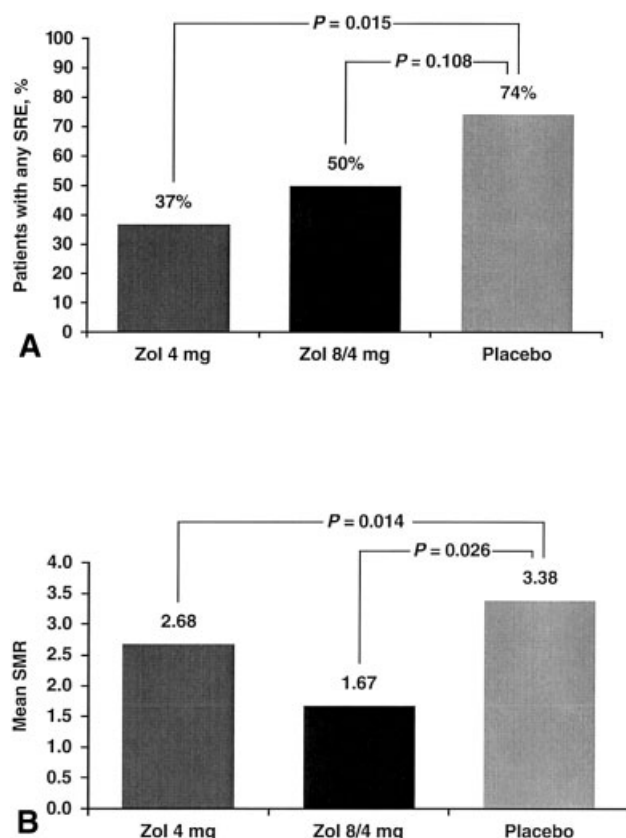 P = 0.015
P = 0.108
100
90
80
70
60
50
40
30
20
10
0
Patients with any SRE, %
37%
50%
74%
A
Zol 4 mg
Zol 8/4 mg
Placebo
P = 0.014
P = 0.026
4.0
3.5
3.0
2.5
2.0
1.5
1.0
0.5
0.0
Mean SMR
2.68
1.67
3.38
B
Zol 4 mg
Zol 8/4 mg
Placebo